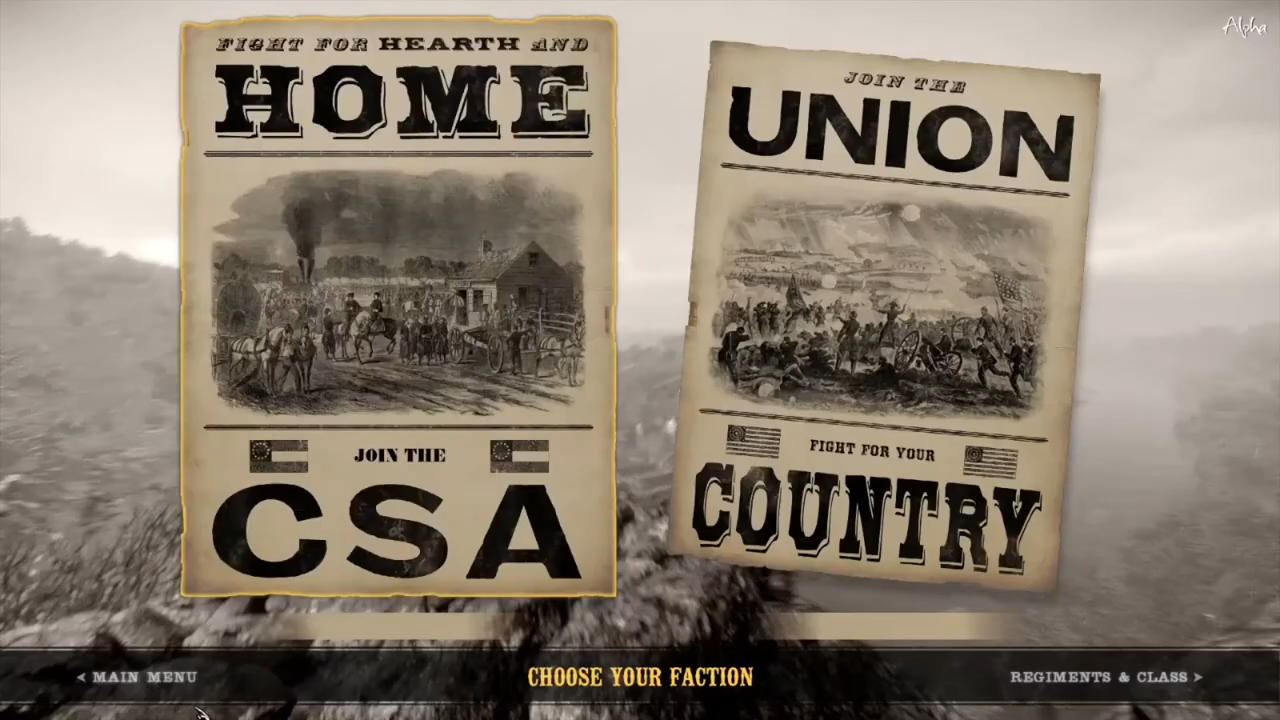 Alpha
FIGHT FOR HEARTH AND
HOME
JOIN THE
CSA
JOIN THE
UNION
FIGHT FOR YOUR
COUNTRY
MAIN MENU
CHOOSE YOUR FACTION
REGIMENTS & CLASS